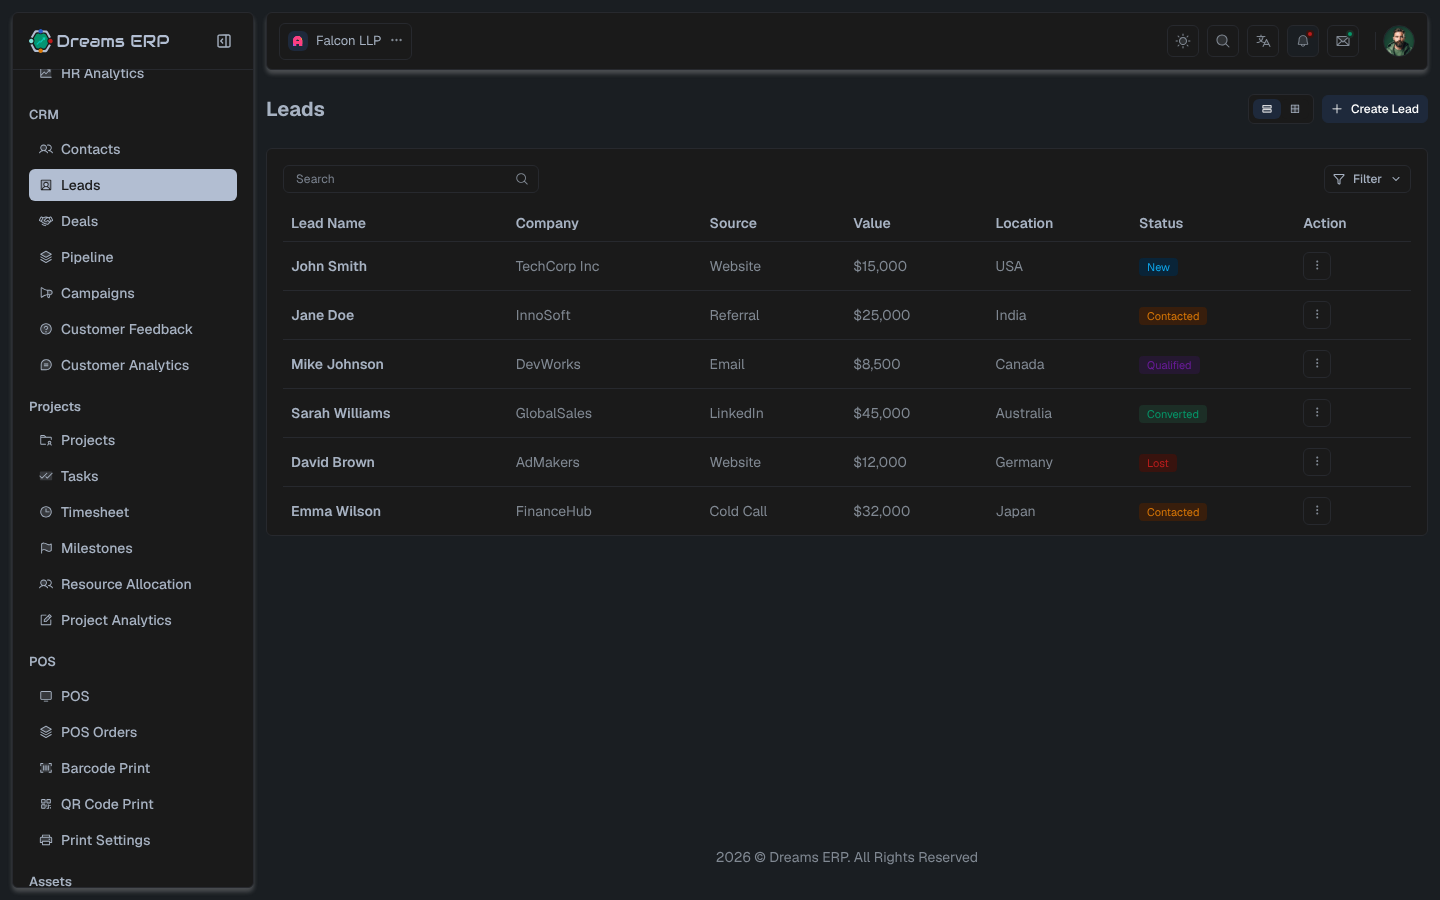 Dreams ERP
HR Analytics
CRM
Contacts
Leads
Deals
Pipeline
Campaigns
Customer Feedback
Customer Analytics
Projects
Projects
Tasks
Timesheet
Milestones
Resource Allocation
Project Analytics
POS
POS
POS Orders
Barcode Print
QR Code Print
Print Settings
Assets
Falcon LLP
Leads
Create Lead
Search
Filter
Lead Name Company Source Value Location Status Action
John Smith TechCorp Inc Website $15,000 USA New
Jane Doe InnoSoft Referral $25,000 India Contacted
Mike Johnson DevWorks Email $8,500 Canada Qualified
Sarah Williams GlobalSales LinkedIn $45,000 Australia Converted
David Brown AdMakers Website $12,000 Germany Lost
Emma Wilson FinanceHub Cold Call $32,000 Japan Contacted
2026 © Dreams ERP. All Rights Reserved